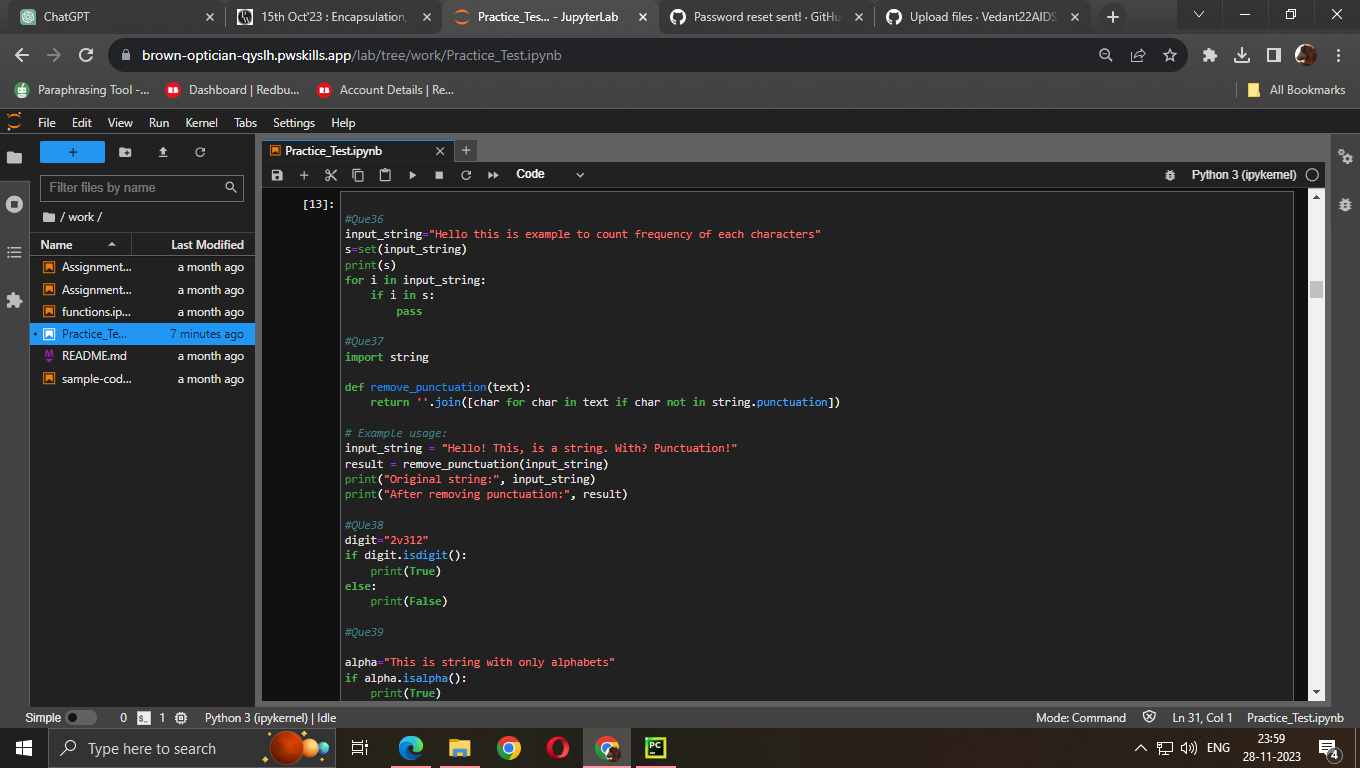 ChatGPT
15th Oct'23 : Encapsulation,
Practice_Tes... - JupyterLab
Password reset sent! · GitHu
Upload files · Vedant22AIDS
brown-optician-qyslh.pwskills.app/lab/tree/work/Practice_Test.ipynb
Paraphrasing Tool -...
Dashboard | Redbu...
Account Details | Re...
All Bookmarks
File Edit View Run Kernel Tabs Settings Help
Filter files by name
/ work /
Name Last Modified
Assignment... a month ago
Assignment... a month ago
functions.ip... a month ago
Practice_Te... 7 minutes ago
README.md a month ago
sample-cod... a month ago
Practice_Test.ipynb
Code
Python 3 (ipykernel)
[13]:
#Que36
input_string="Hello this is example to count frequency of each characters"
s=set(input_string)
print(s)
for i in input_string:
    if i in s:
        pass
#Que37
import string
def remove_punctuation(text):
    return ''.join([char for char in text if char not in string.punctuation])
# Example usage:
input_string = "Hello! This, is a string. With? Punctuation!"
result = remove_punctuation(input_string)
print("Original string:", input_string)
print("After removing punctuation:", result)
#QUe38
digit="2v312"
if digit.isdigit():
    print(True)
else:
    print(False)
#Que39
alpha="This is string with only alphabets"
if alpha.isalpha():
    print(True)
Simple 0 $_ 1 Python 3 (ipykernel) | Idle
Mode: Command Ln 31, Col 1 Practice_Test.ipynb
Type here to search
PC
ENG
23:59
28-11-2023
4